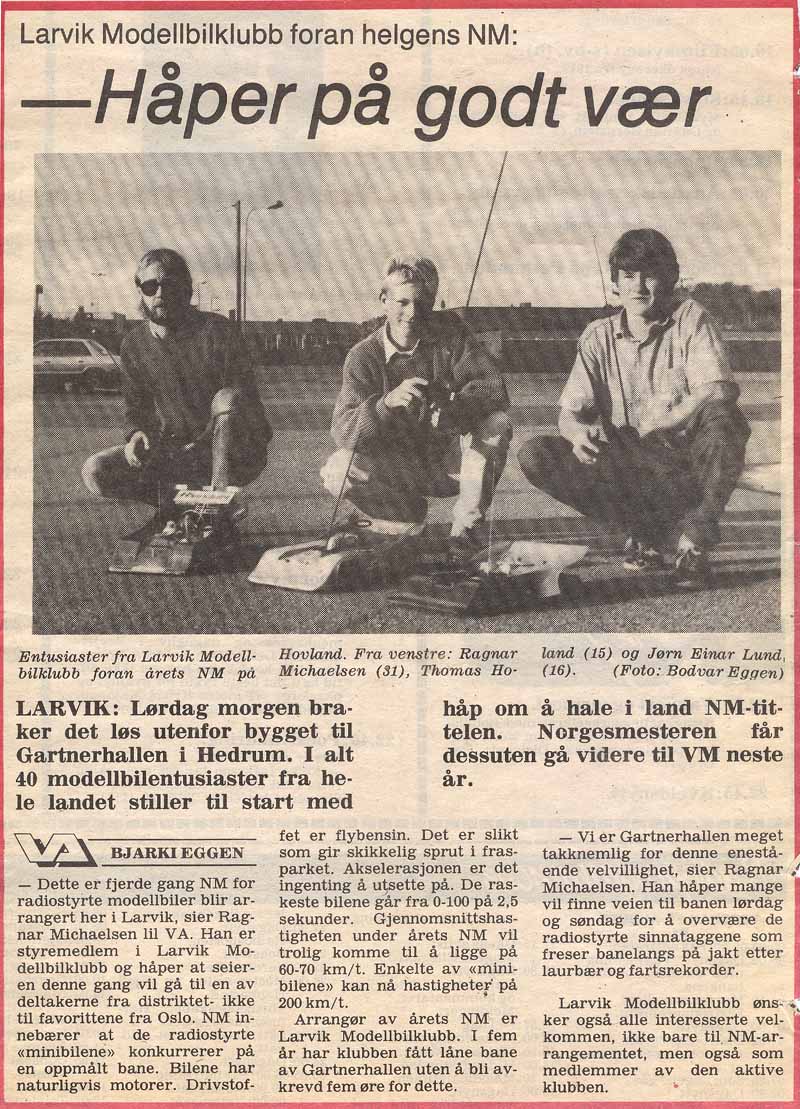 Larvik Modellbilklubb foran helgens NM:
—Håper på godt vær
Entusiaster fra Larvik Modell-
bilklubb foran årets NM på
Hovland. Fra venstre: Ragnar
Michaelsen (31), Thomas Ho-
land (15) og Jørn Einar Lund,
(16). (Foto: Bodvar Eggen)
LARVIK: Lørdag morgen bra-
ker det løs utenfor bygget til
Gartnerhallen i Hedrum. I alt
40 modellbilentusiaster fra he-
le landet stiller til start med
håp om å hale i land NM-tit-
telen. Norgesmesteren får
dessuten gå videre til VM neste
år.
VA BJARKI EGGEN
— Dette er fjerde gang NM for
radiostyrte modellbiler blir ar-
rangert her i Larvik, sier Rag-
nar Michaelsen lil VA. Han er
styremedlem i Larvik Mo-
dellbilklubb og håper at seier-
en denne gang vil gå til en av
deltakerne fra distriktet- ikke
til favorittene fra Oslo. NM in-
nebærer at de radiostyrte
«minibilene» konkurrerer på
en oppmålt bane. Bilene har
naturligvis motorer. Drivstof-
fet er flybensin. Det er slikt
som gir skikkelig sprut i fras-
parket. Akselerasjonen er det
ingenting å utsette på. De ras-
keste bilene går fra 0-100 på 2,5
sekunder. Gjennomsnittshas-
tigheten under årets NM vil
trolig komme til å ligge på
60-70 km/t. Enkelte av «mini-
bilene» kan nå hastigheter på
200 km/t.
Arrangør av årets NM er
Larvik Modellbilklubb. I fem
år har klubben fått låne bane
av Gartnerhallen uten å bli av-
krevd fem øre for dette.
— Vi er Gartnerhallen meget
takknemlig for denne enestå-
ende velvillighet, sier Ragnar
Michaelsen. Han håper mange
vil finne veien til banen lørdag
og søndag for å overvære de
radiostyrte sinnataggene som
freser banelangs på jakt etter
laurbær og fartsrekorder.
Larvik Modellbilklubb øns-
ker også alle interesserte vel-
kommen, ikke bare til NM-ar-
rangementet, men også som
medlemmer av den aktive
klubben.